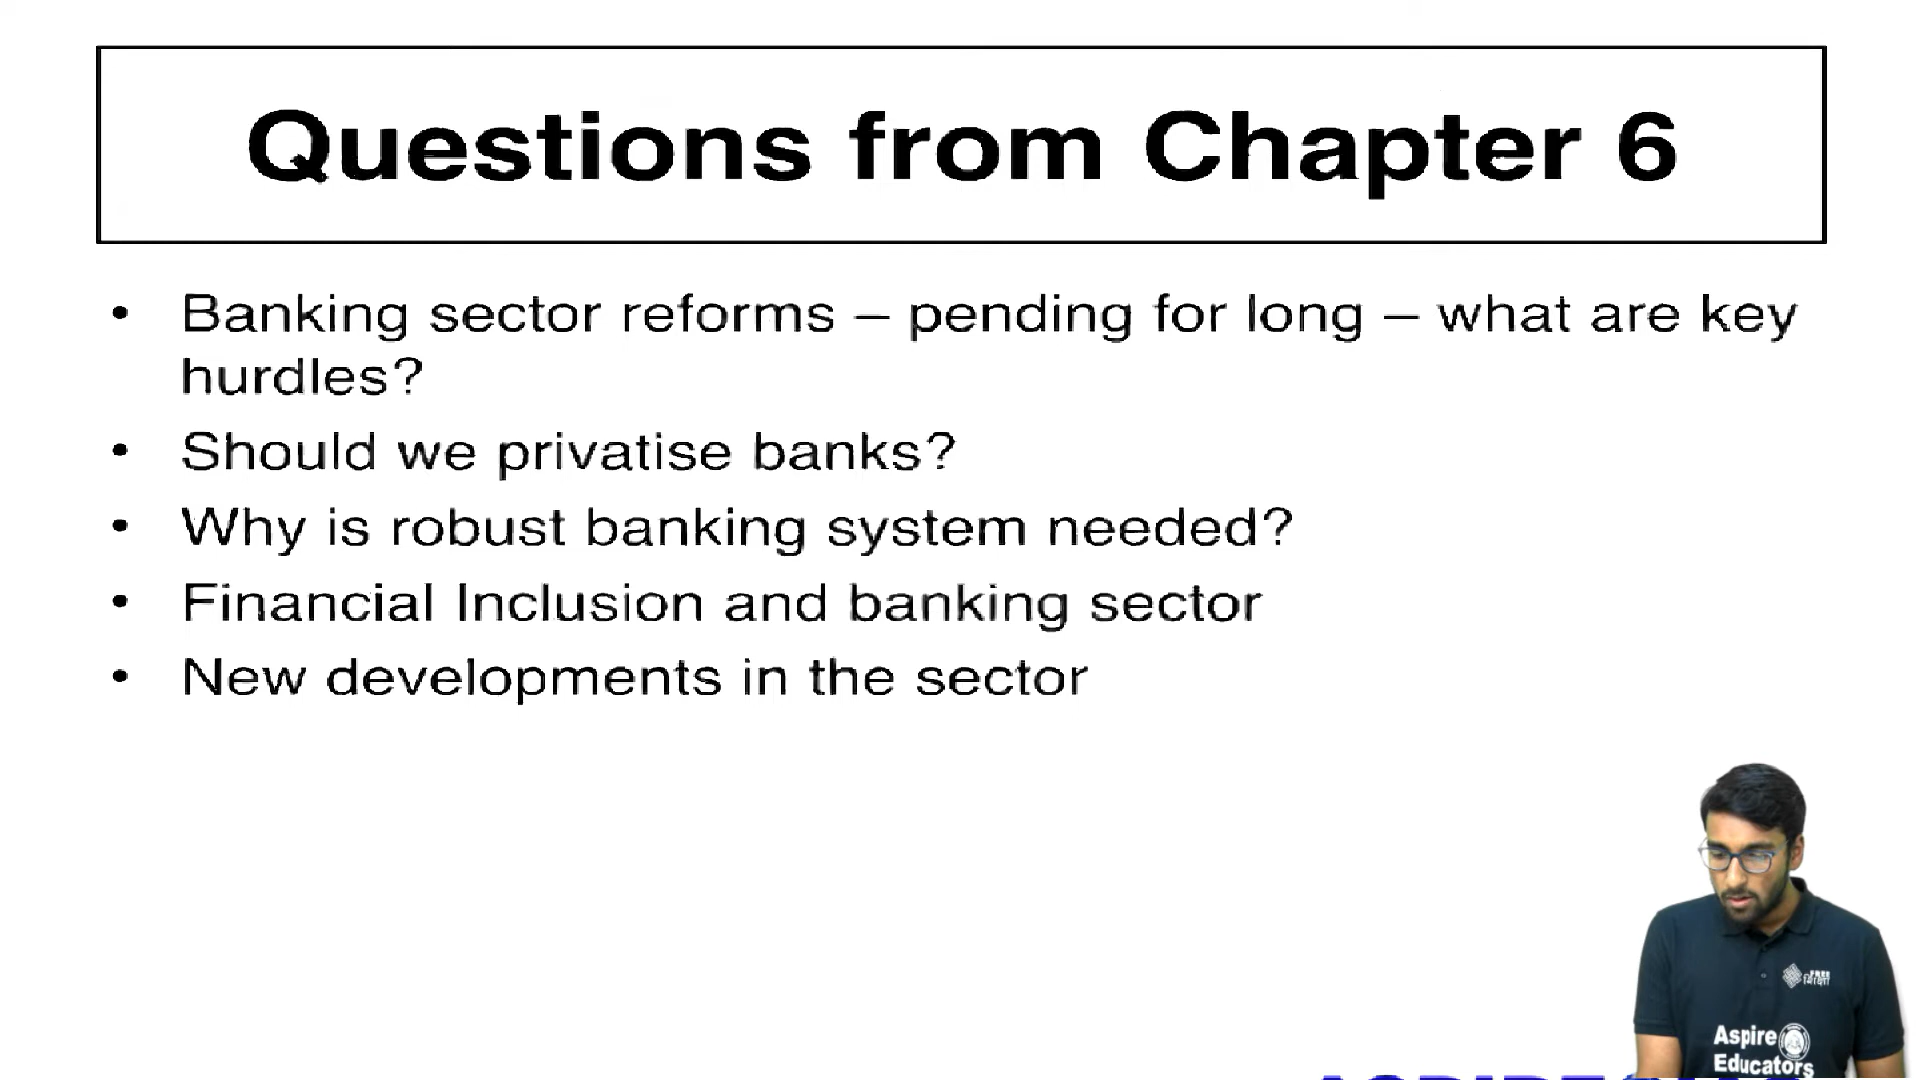 Questions from Chapter 6
• Banking sector reforms – pending for long – what are key
hurdles?
• Should we privatise banks?
• Why is robust banking system needed?
• Financial Inclusion and banking sector
• New developments in the sector
FREE
Aspire
Educators